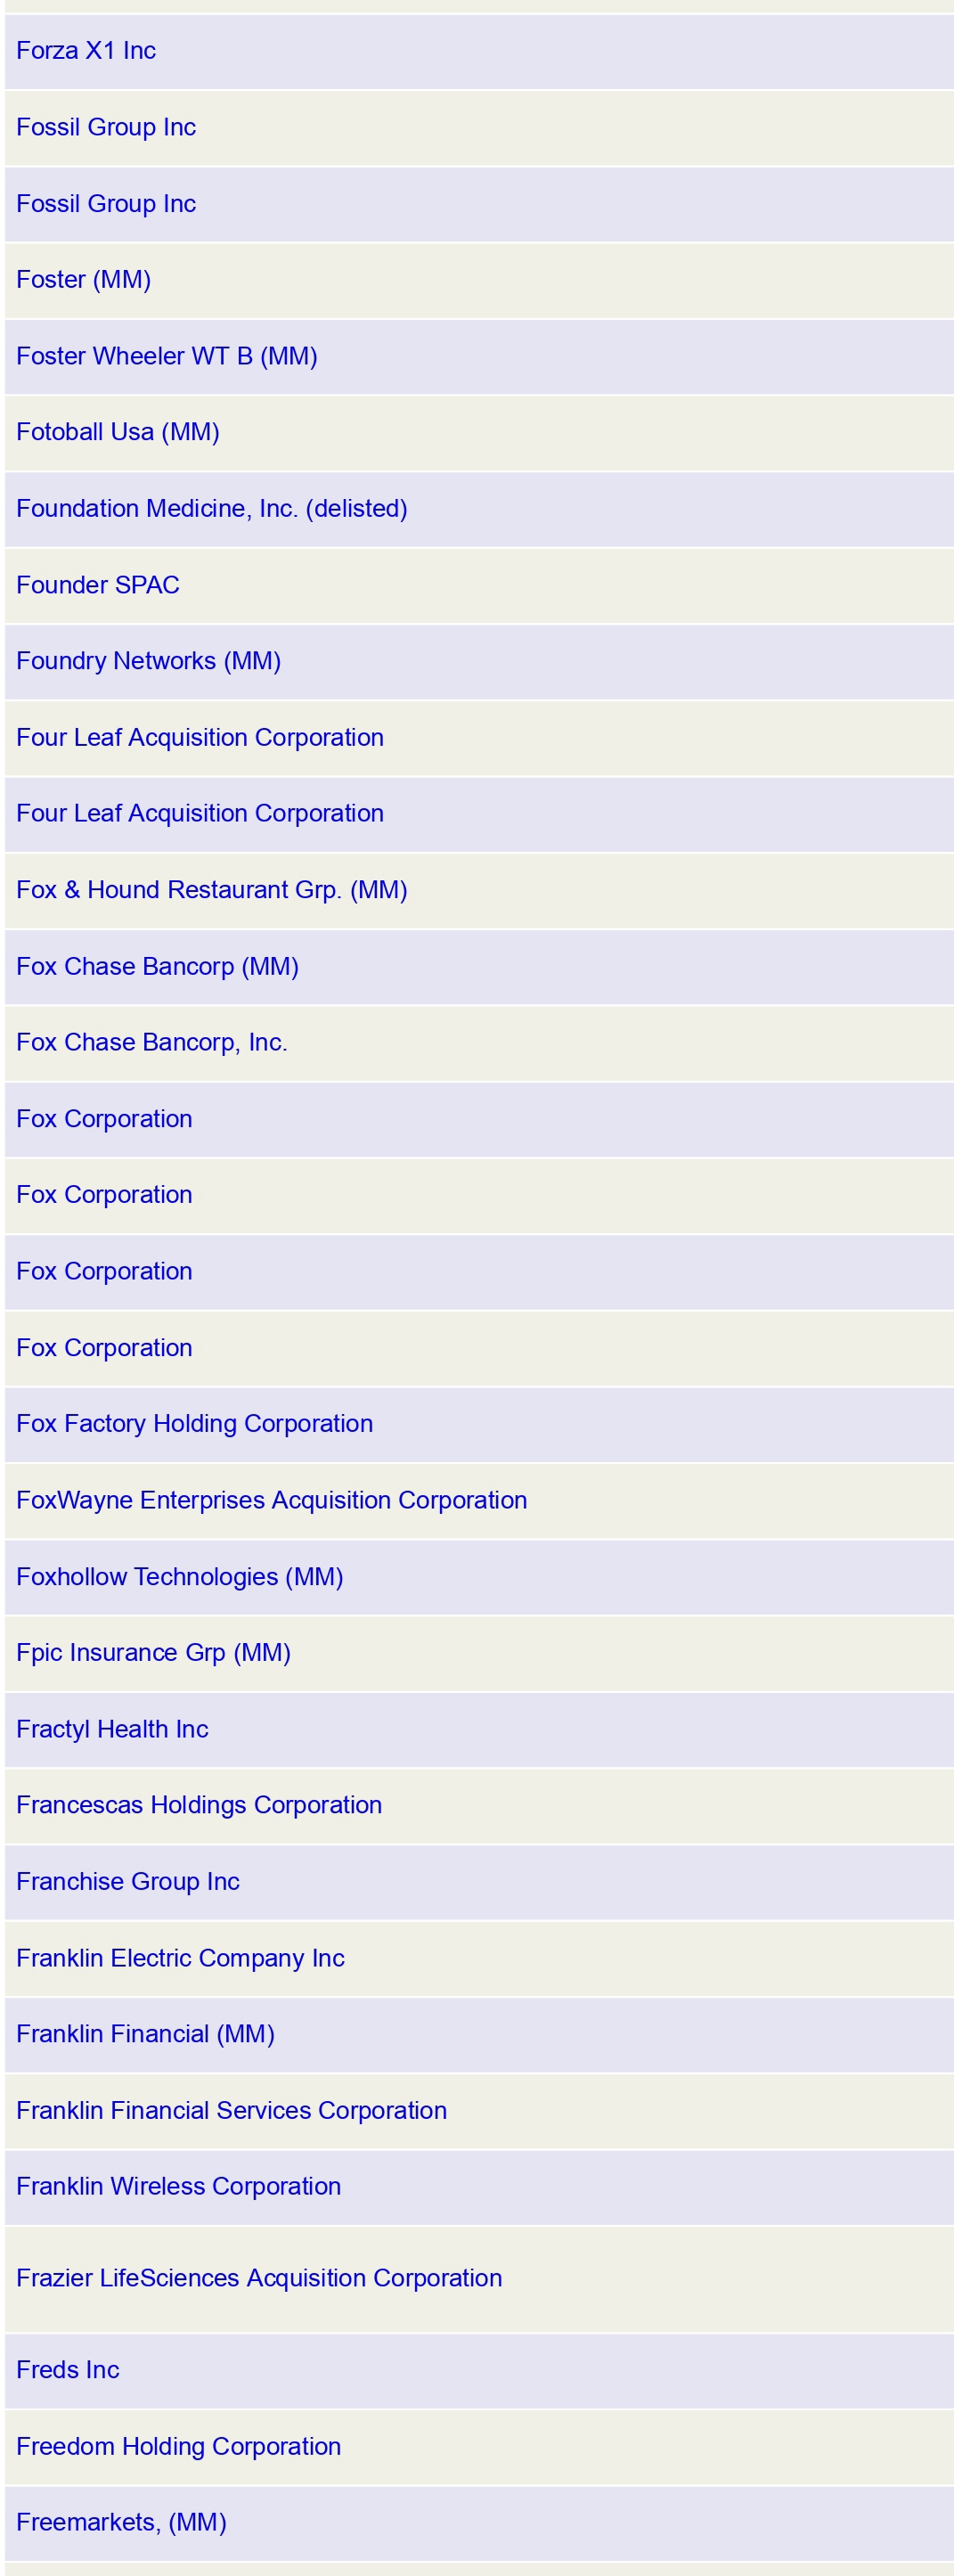 Forza X1 Inc
Fossil Group Inc
Fossil Group Inc
Foster (MM)
Foster Wheeler WT B (MM)
Fotoball Usa (MM)
Foundation Medicine, Inc. (delisted)
Founder SPAC
Foundry Networks (MM)
Four Leaf Acquisition Corporation
Four Leaf Acquisition Corporation
Fox & Hound Restaurant Grp. (MM)
Fox Chase Bancorp (MM)
Fox Chase Bancorp, Inc.
Fox Corporation
Fox Corporation
Fox Corporation
Fox Corporation
Fox Factory Holding Corporation
FoxWayne Enterprises Acquisition Corporation
Foxhollow Technologies (MM)
Fpic Insurance Grp (MM)
Fractyl Health Inc
Francescas Holdings Corporation
Franchise Group Inc
Franklin Electric Company Inc
Franklin Financial (MM)
Franklin Financial Services Corporation
Franklin Wireless Corporation
Frazier LifeSciences Acquisition Corporation
Freds Inc
Freedom Holding Corporation
Freemarkets, (MM)